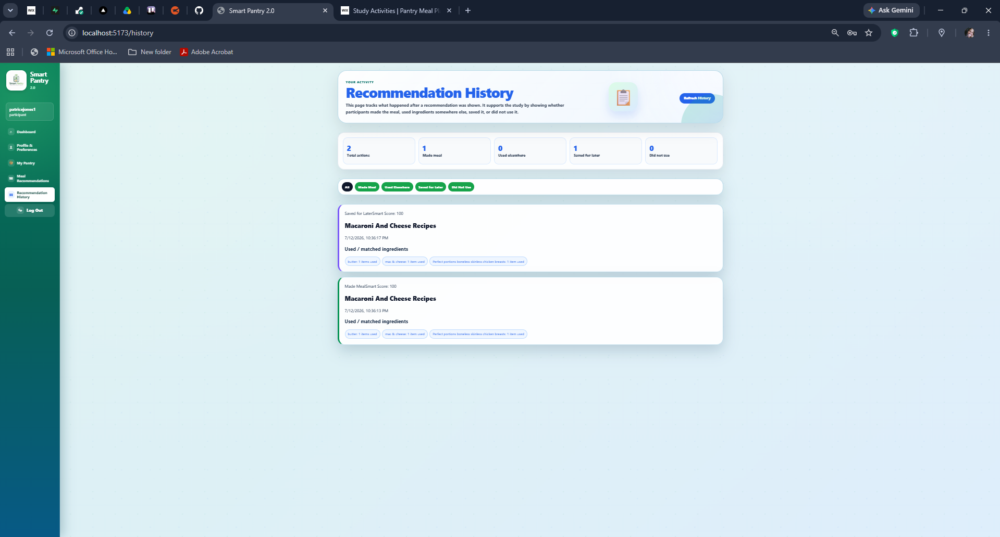 WIX
Smart Pantry 2.0
WIX
Study Activities | Pantry Meal Pl
Ask Gemini
localhost:5173/history
Microsoft Office Ho...
New folder
Adobe Acrobat
Smart Pantry
Smart
Pantry
2.0
patricejones1
participant
Dashboard
Profile &
Preferences
My Pantry
Meal
Recommendations
Recommendation
History
Log Out
YOUR ACTIVITY
Recommendation History
This page tracks what happened after a recommendation was shown. It supports the study by showing whether
participants made the meal, used ingredients somewhere else, saved it, or did not use it.
Refresh History
2
Total actions
1
Made meal
0
Used elsewhere
1
Saved for later
0
Did not use
All
Made Meal
Used Elsewhere
Saved for Later
Did Not Use
Saved for LaterSmart Score: 100
Macaroni And Cheese Recipes
7/12/2026, 10:36:17 PM
Used / matched ingredients
butter: 1 items used
mac & cheese: 1 item used
Perfect portions boneless skinless chicken breasts: 1 item used
Made MealSmart Score: 100
Macaroni And Cheese Recipes
7/12/2026, 10:36:13 PM
Used / matched ingredients
butter: 1 items used
mac & cheese: 1 item used
Perfect portions boneless skinless chicken breasts: 1 item used